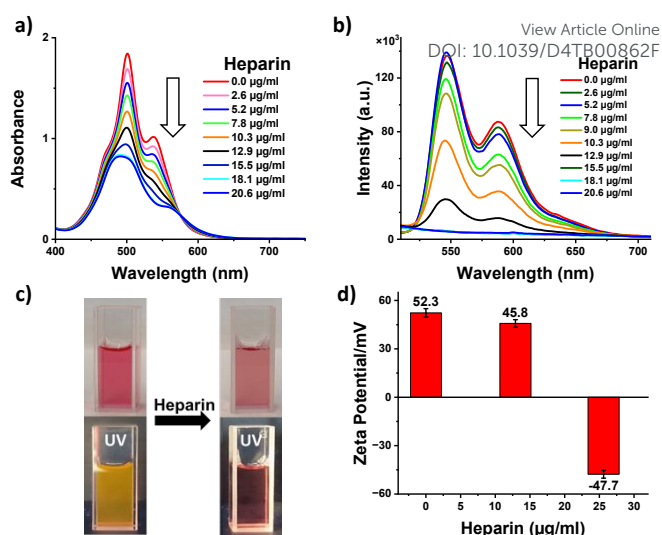 View Article Online
DOI: 10.1039/D4TB00862F
a)
Absorbance
2
1
0
400
500
600
700
Wavelength (nm)
Heparin
0.0 µg/ml
2.6 µg/ml
5.2 µg/ml
7.8 µg/ml
10.3 µg/ml
12.9 µg/ml
15.5 µg/ml
18.1 µg/ml
20.6 µg/ml
b)
×10³
Intensity (a.u.)
120
80
40
0
550
600
650
700
Wavelength (nm)
Heparin
0.0 µg/ml
2.6 µg/ml
5.2 µg/ml
7.8 µg/ml
9.0 µg/ml
10.3 µg/ml
12.9 µg/ml
15.5 µg/ml
18.1 µg/ml
20.6 µg/ml
c)
Heparin
UV
UV
d)
Zeta Potential/mV
60
30
0
-30
-60
52.3
45.8
-47.7
0
5
10
15
20
25
30
Heparin (µg/ml)